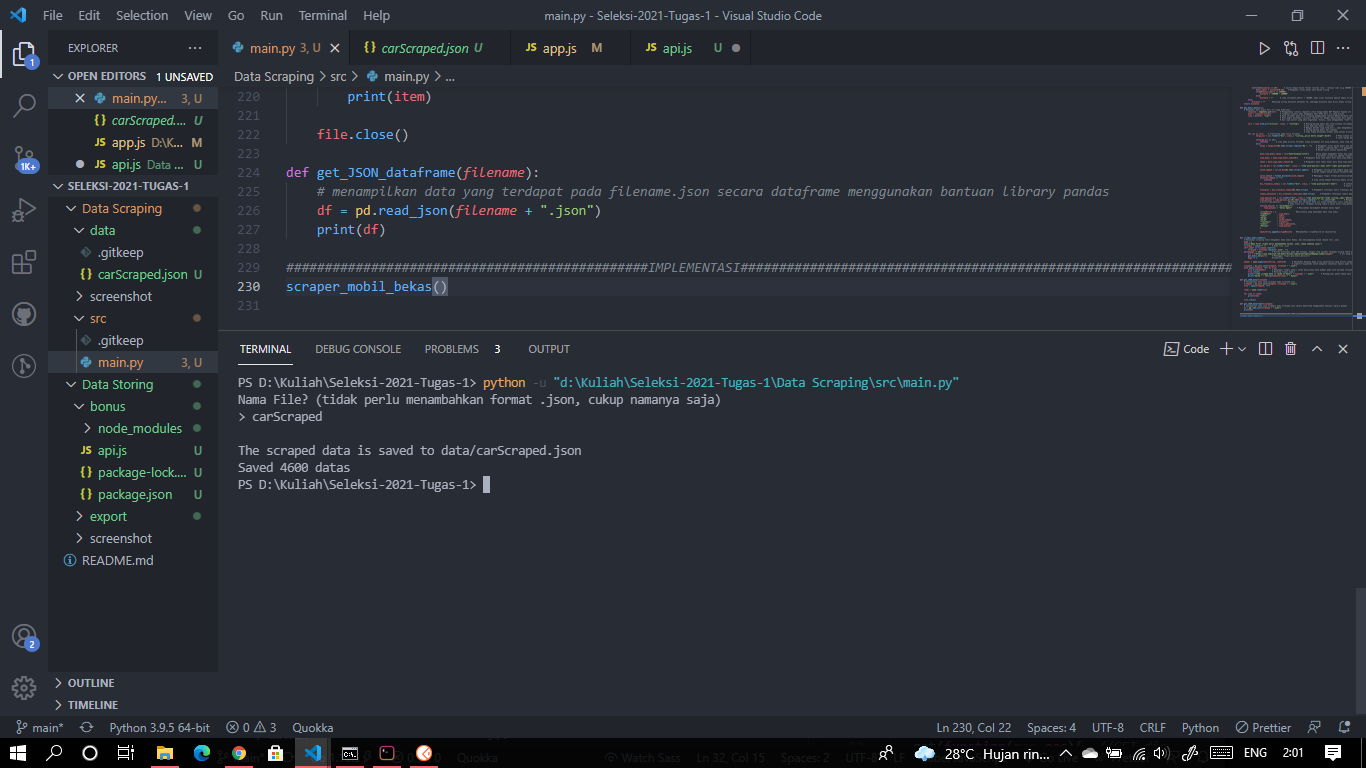 File Edit Selection View Go Run Terminal Help main.py - Seleksi-2021-Tugas-1 - Visual Studio Code
EXPLORER
OPEN EDITORS 1 UNSAVED
main.py... 3, U
carScraped.... U
app.js D:\K... M
api.js Data ... U
SELEKSI-2021-TUGAS-1
Data Scraping
data
.gitkeep
carScraped.json U
screenshot
src
.gitkeep
main.py 3, U
Data Storing
bonus
node_modules
api.js U
package-lock.... U
package.json U
export
screenshot
README.md
OUTLINE
TIMELINE
1
1K+
2
main.py 3, U carScraped.json U app.js M api.js U
Data Scraping > src > main.py > ...
220 print(item)
221
222 file.close()
223
224 def get_JSON_dataframe(filename):
225 # menampilkan data yang terdapat pada filename.json secara dataframe menggunakan bantuan library pandas
226 df = pd.read_json(filename + ".json")
227 print(df)
228
229 ###############################################IMPLEMENTASI################################################################
230 scraper_mobil_bekas()
231
TERMINAL DEBUG CONSOLE PROBLEMS 3 OUTPUT Code
PS D:\Kuliah\Seleksi-2021-Tugas-1> python -u "d:\Kuliah\Seleksi-2021-Tugas-1\Data Scraping\src\main.py"
Nama File? (tidak perlu menambahkan format .json, cukup namanya saja)
> carScraped
The scraped data is saved to data/carScraped.json
Saved 4600 datas
PS D:\Kuliah\Seleksi-2021-Tugas-1>
main* Python 3.9.5 64-bit 0 3 Quokka Ln 230, Col 22 Spaces: 4 UTF-8 CRLF Python Prettier
28°C Hujan rin... ENG 2:01